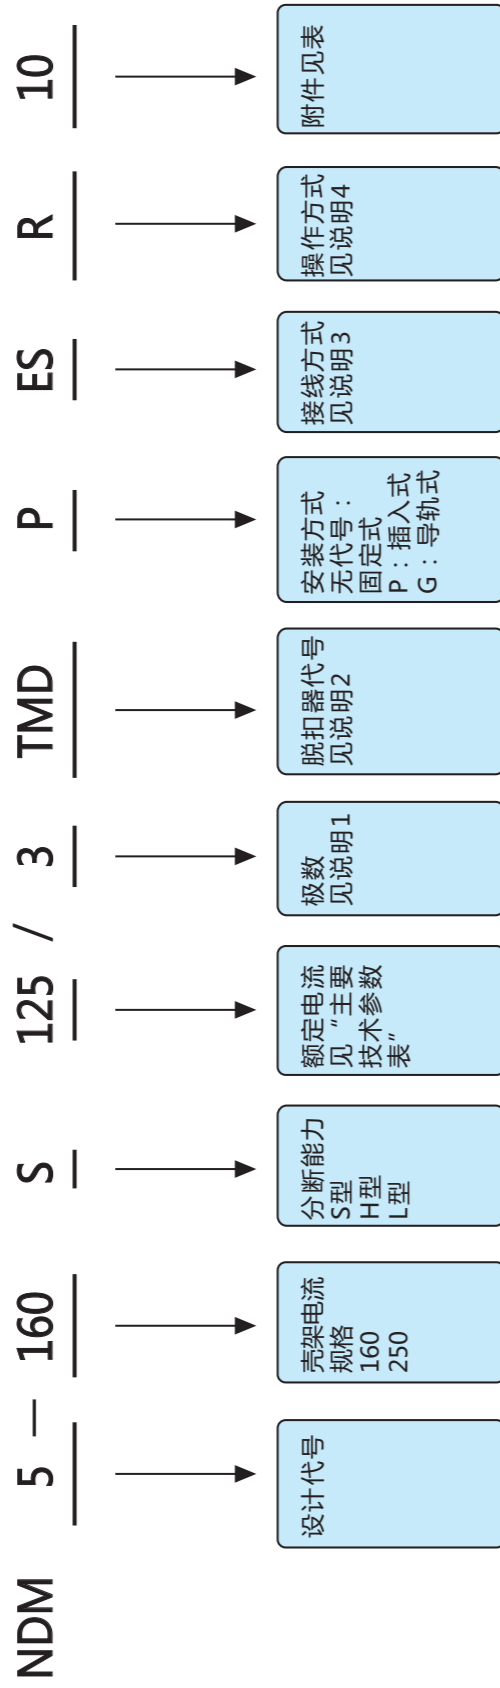 NDM 5 — 160 S 125 / 3 TMD P ES R 10
设计代号
壳架电流
规格
160
250
分断能力
S型
H型
L型
额定电流
见“主要
技术参数
表”
极数
见说明1
脱扣器代号
见说明2
安装方式
无代号：
固定式
P：插入式
G：导轨式
接线方式
见说明3
操作方式
见说明4
附件见表